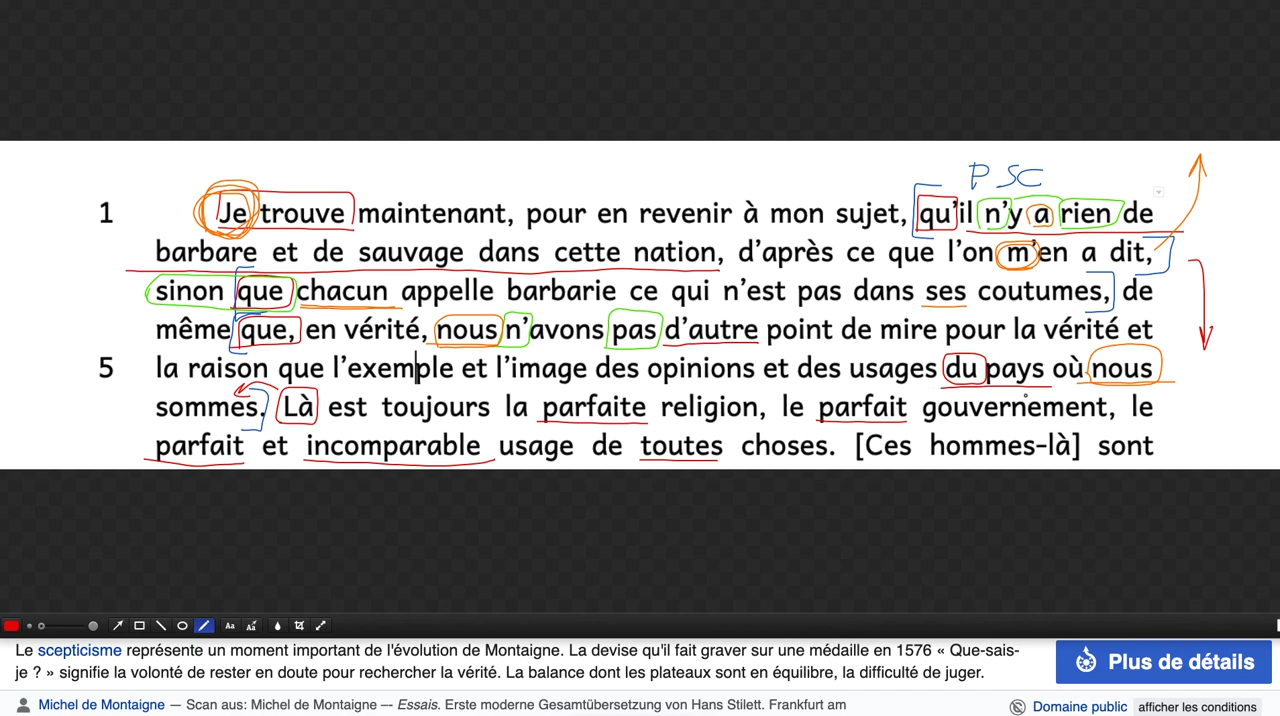 P SC
1 Je trouve maintenant, pour en revenir à mon sujet, qu'il n'y a rien de
barbare et de sauvage dans cette nation, d'après ce que l'on m'en a dit,
sinon que chacun appelle barbarie ce qui n'est pas dans ses coutumes, de
même que, en vérité, nous n'avons pas d'autre point de mire pour la vérité et
5 la raison que l'exemple et l'image des opinions et des usages du pays où nous
sommes. Là est toujours la parfaite religion, le parfait gouvernement, le
parfait et incomparable usage de toutes choses. [Ces hommes-là] sont
Aa Aa
Le scepticisme représente un moment important de l'évolution de Montaigne. La devise qu'il fait graver sur une médaille en 1576 « Que-sais-
je ? » signifie la volonté de rester en doute pour rechercher la vérité. La balance dont les plateaux sont en équilibre, la difficulté de juger.
Plus de détails
Michel de Montaigne — Scan aus: Michel de Montaigne –- Essais. Erste moderne Gesamtübersetzung von Hans Stilett. Frankfurt am
Domaine public afficher les conditions